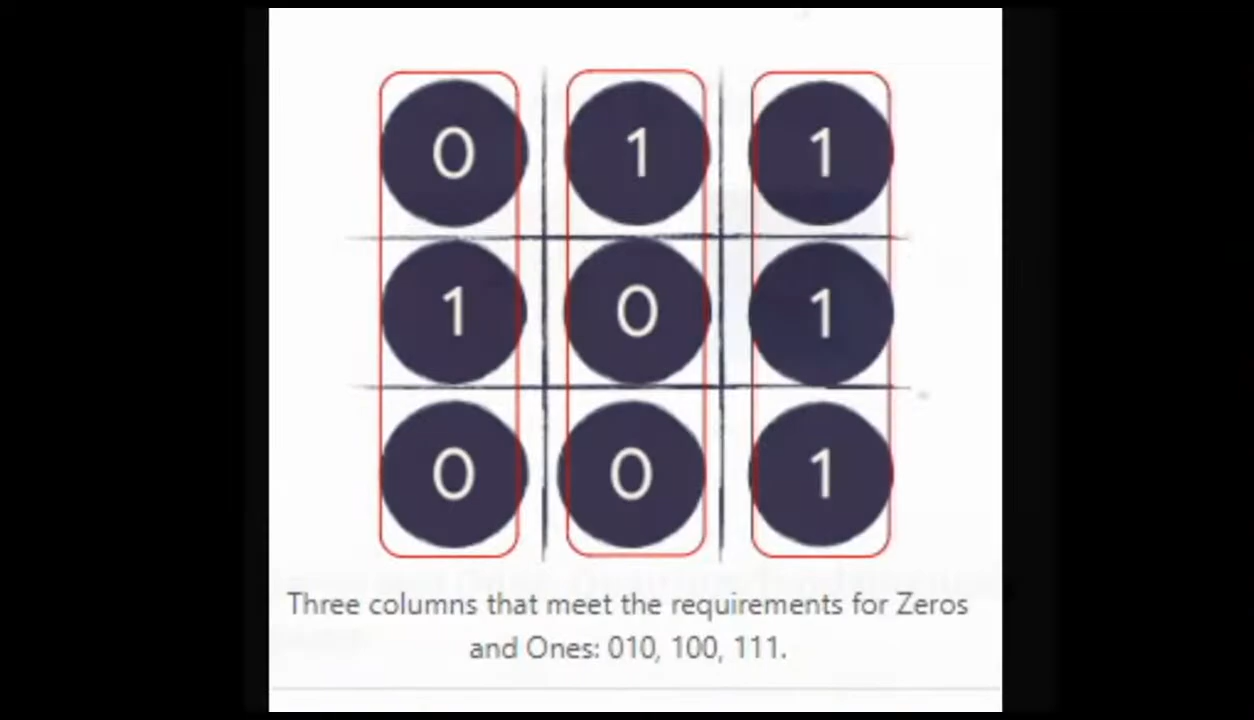 0 1 1
1 0 1
0 0 1
Three columns that meet the requirements for Zeros
and Ones: 010, 100, 111.